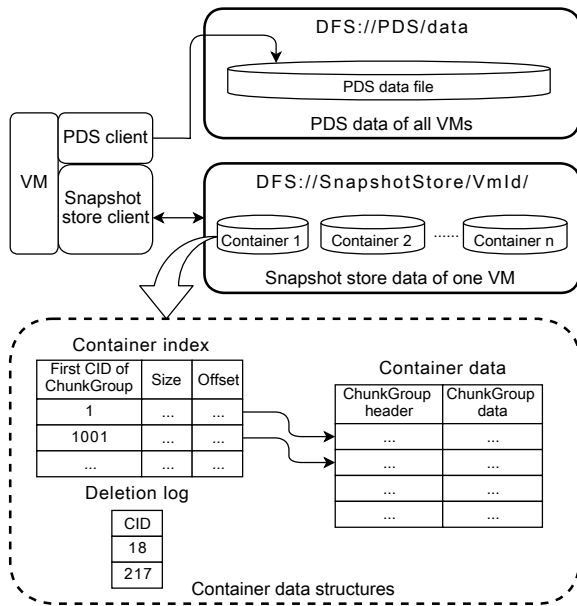 DFS://PDS/data
PDS data file
PDS data of all VMs
VM
PDS client
Snapshot
store client
DFS://SnapshotStore/VmId/
Container 1
Container 2
......
Container n
Snapshot store data of one VM
Container index
First CID of
ChunkGroup
Size
Offset
1
...
...
1001
...
...
...
...
...
Container data
ChunkGroup
header
ChunkGroup
data
...
...
...
...
...
...
...
...
Deletion log
CID
18
217
Container data structures